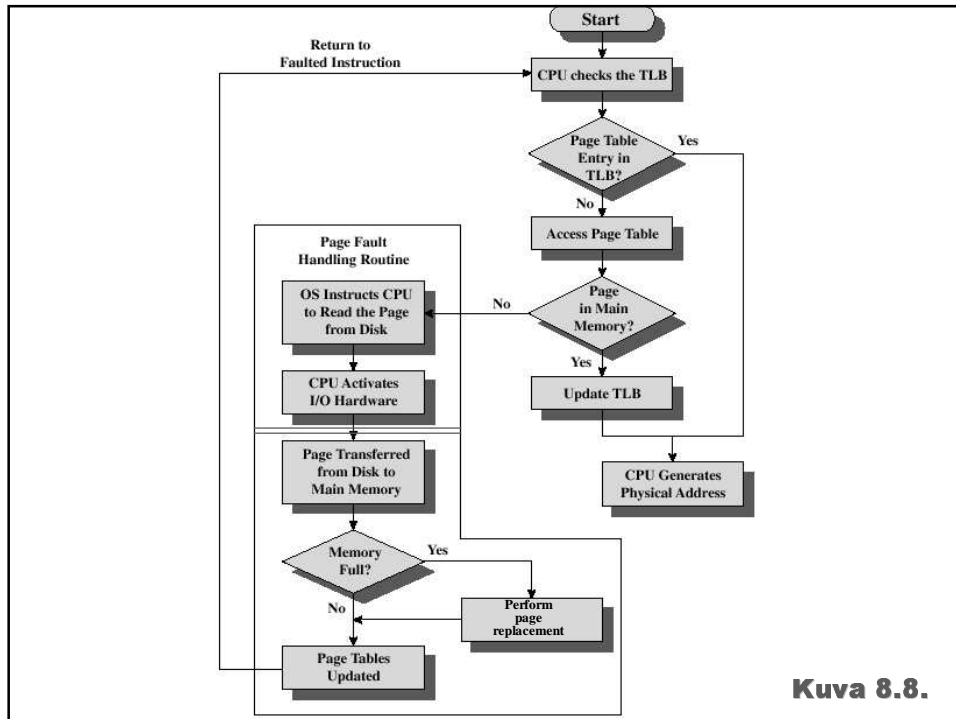 Start
Return to
Faulted Instruction
CPU checks the TLB
Page Table
Entry in
TLB?
Yes
No
Access Page Table
Page Fault
Handling Routine
OS Instructs CPU
to Read the Page
from Disk
No
Page
in Main
Memory?
Yes
CPU Activates
I/O Hardware
Update TLB
Page Transferred
from Disk to
Main Memory
CPU Generates
Physical Address
Memory
Full?
Yes
No
Perform
page
replacement
Page Tables
Updated
Kuva 8.8.